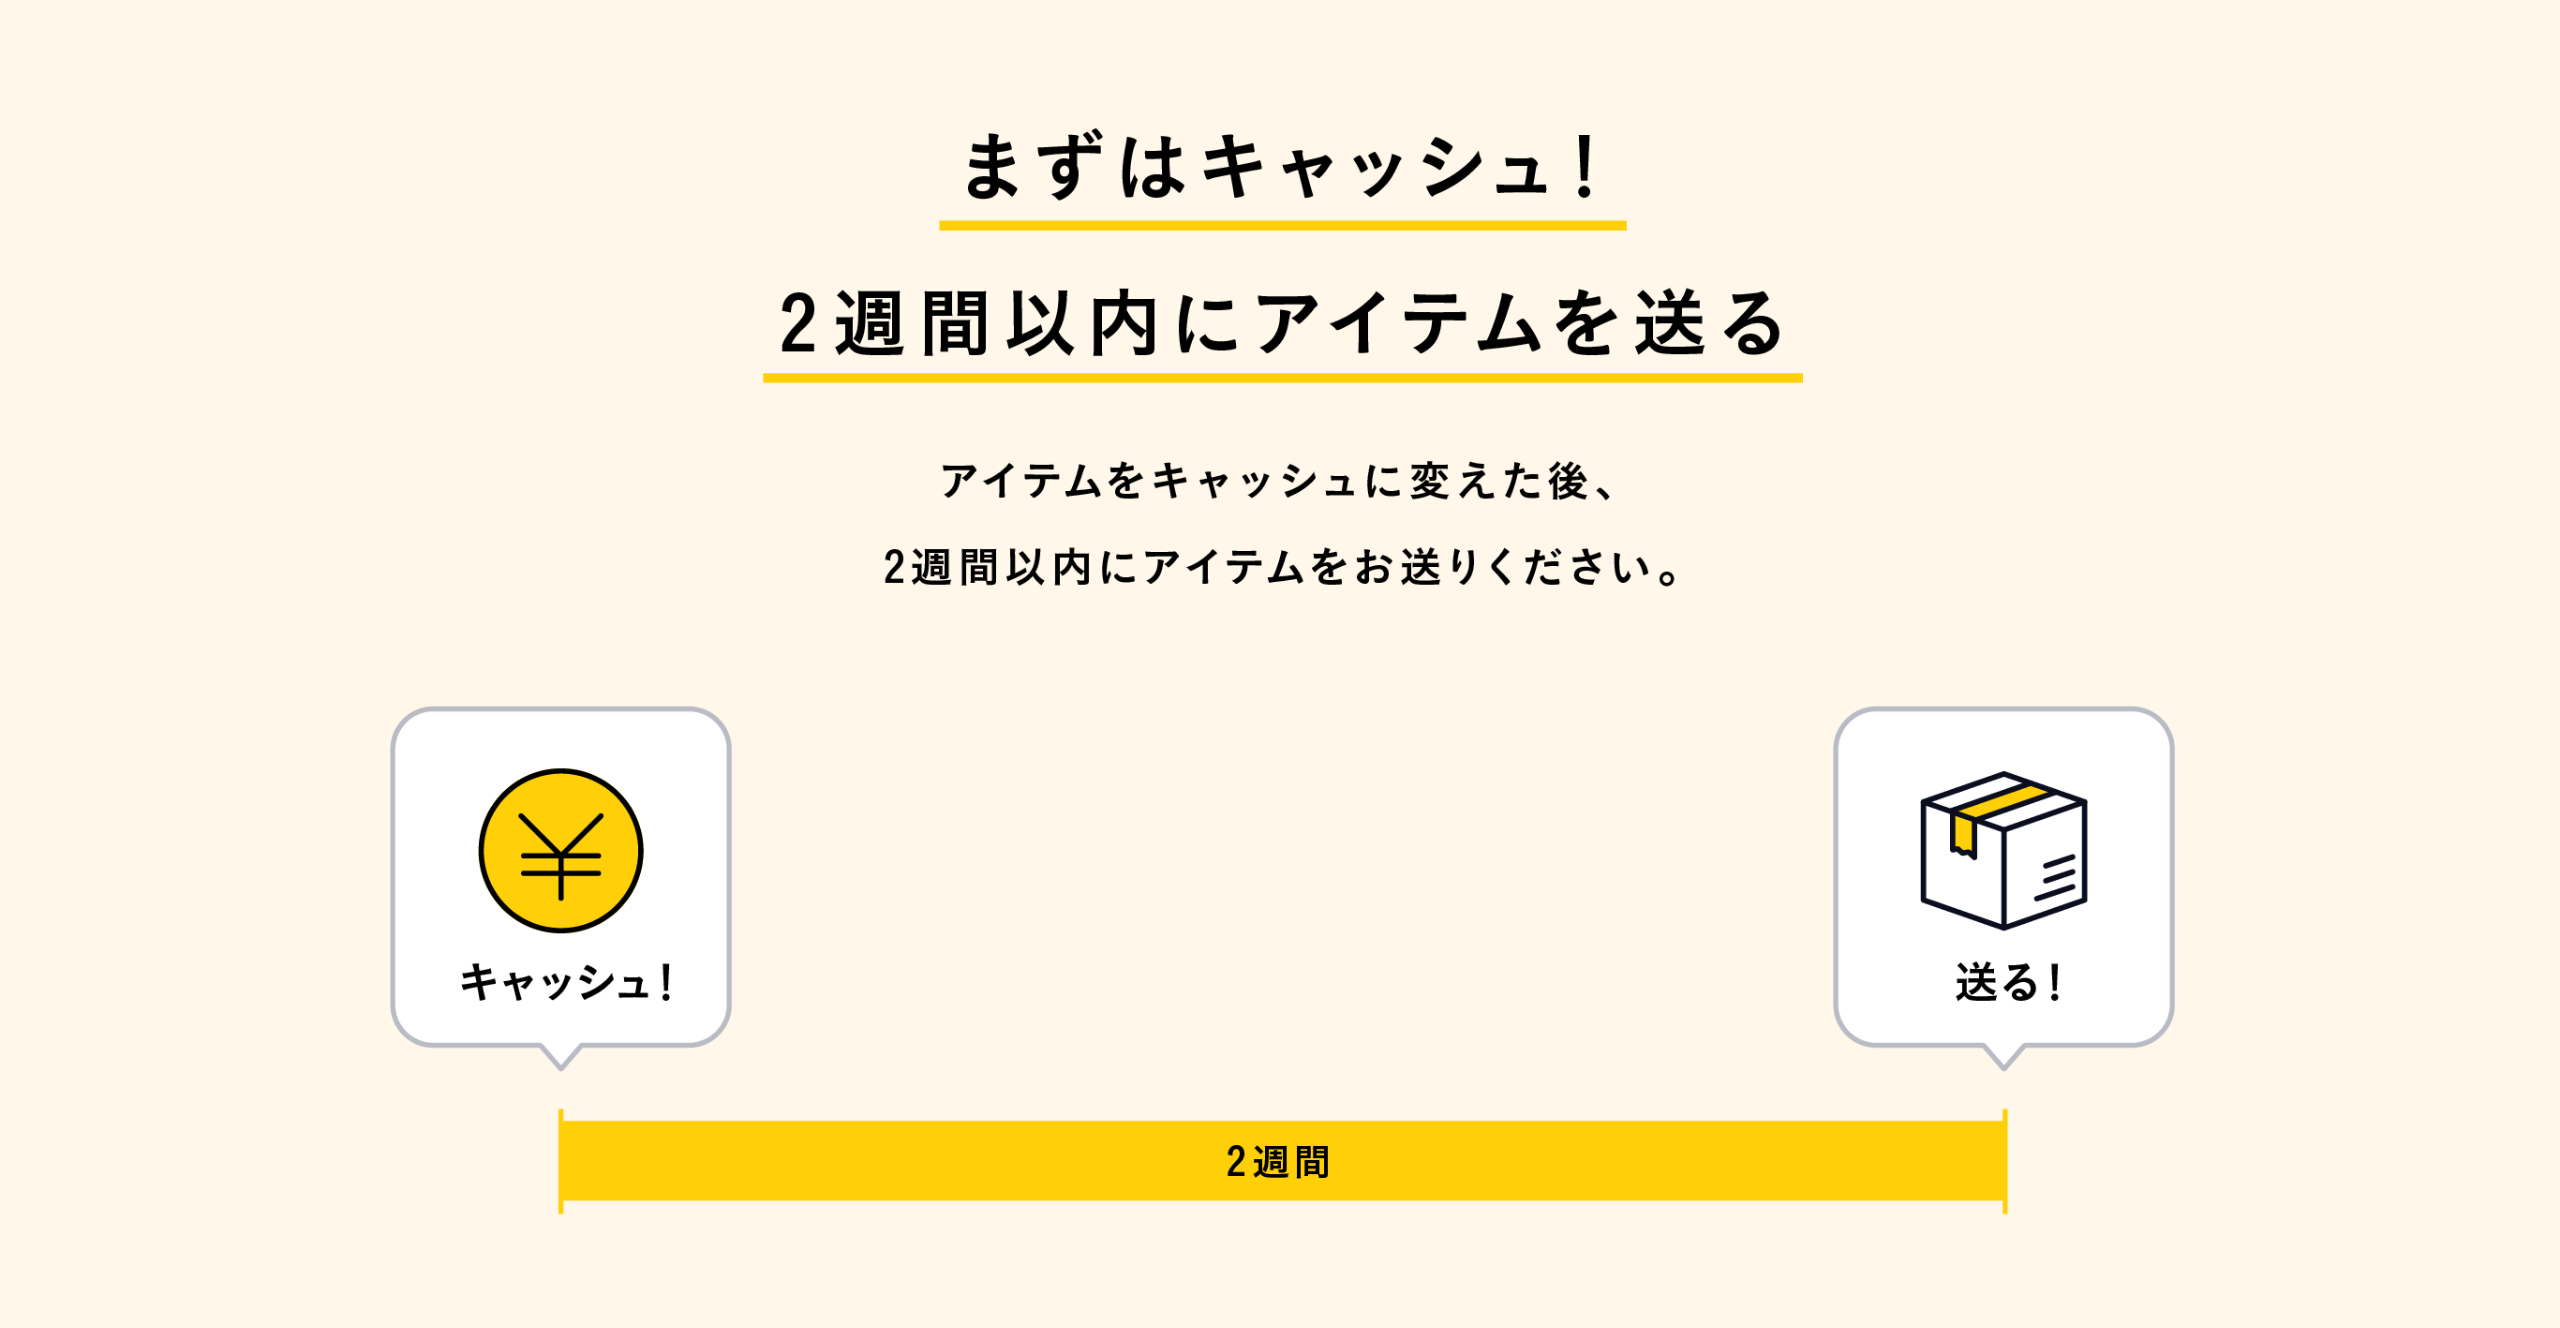 まずはキャッシュ！
2週間以内にアイテムを送る
アイテムをキャッシュに変えた後、
2週間以内にアイテムをお送りください。
キャッシュ！
送る！
2週間